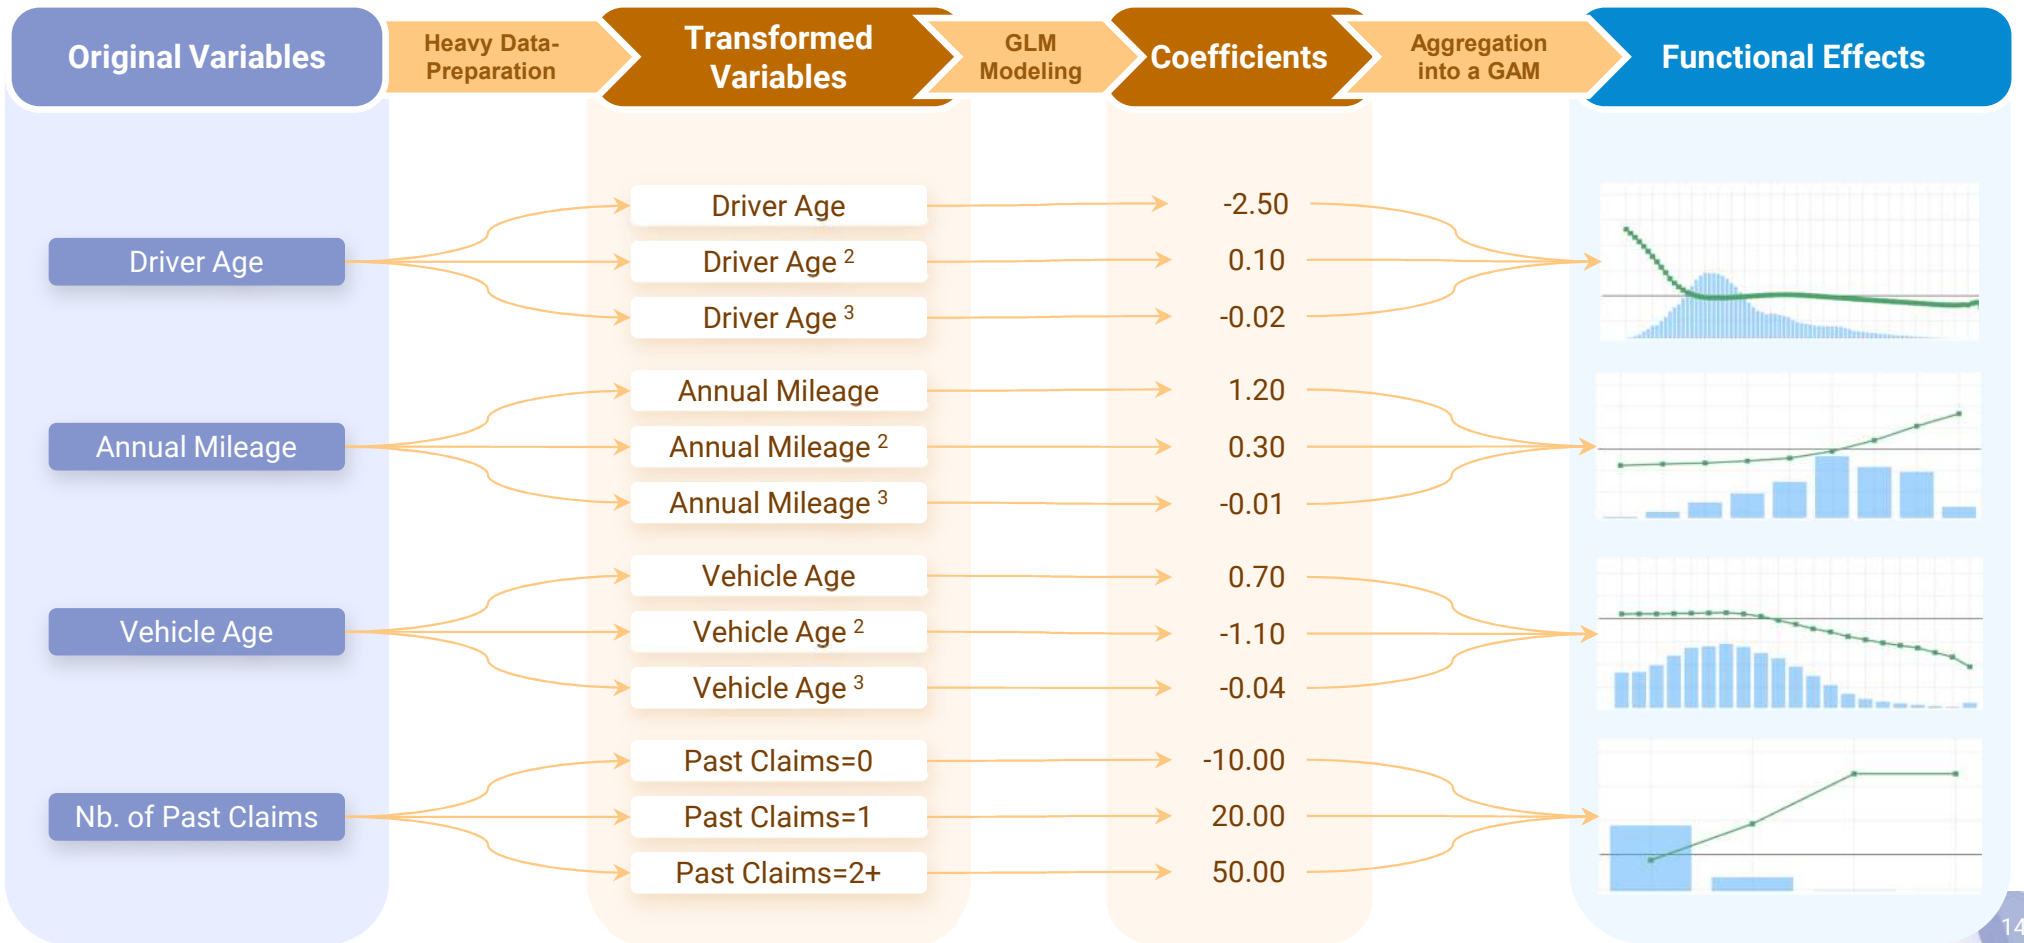 Original Variables
Heavy Data-
Preparation
Transformed
Variables
GLM
Modeling
Coefficients
Aggregation
into a GAM
Functional Effects
Driver Age
Driver Age
-2.50
Driver Age ²
0.10
Driver Age ³
-0.02
Annual Mileage
Annual Mileage
1.20
Annual Mileage ²
0.30
Annual Mileage ³
-0.01
Vehicle Age
Vehicle Age
0.70
Vehicle Age ²
-1.10
Vehicle Age ³
-0.04
Nb. of Past Claims
Past Claims=0
-10.00
Past Claims=1
20.00
Past Claims=2+
50.00
14